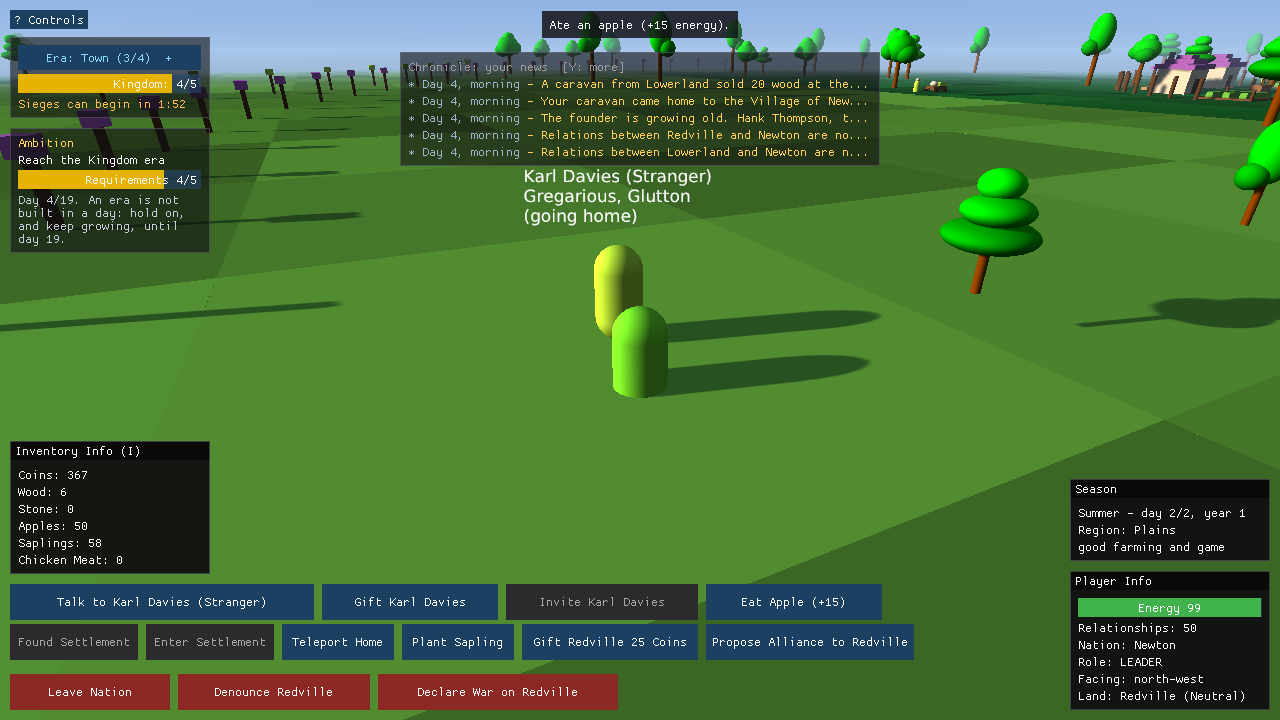 ? Controls
Ate an apple (+15 energy).
Era: Town (3/4)  +
Kingdom: 4/5
Sieges can begin in 1:52
Ambition
Reach the Kingdom era
Requirements 4/5
Day 4/19. An era is not
built in a day: hold on,
and keep growing, until
day 19.
Chronicle: your news  [Y: more]
* Day 4, morning - A caravan from Lowerland sold 20 wood at the...
* Day 4, morning - Your caravan came home to the Village of New...
* Day 4, morning - The founder is growing old. Hank Thompson, t...
* Day 4, morning - Relations between Redville and Newton are no...
* Day 4, morning - Relations between Lowerland and Newton are n...
Karl Davies (Stranger)
Gregarious, Glutton
(going home)
Inventory Info (I)
Coins: 367
Wood: 6
Stone: 0
Apples: 50
Saplings: 58
Chicken Meat: 0
Season
Summer - day 2/2, year 1
Region: Plains
good farming and game
Player Info
Energy 99
Relationships: 50
Nation: Newton
Role: LEADER
Facing: north-west
Land: Redville (Neutral)
Talk to Karl Davies (Stranger)
Gift Karl Davies
Invite Karl Davies
Eat Apple (+15)
Found Settlement
Enter Settlement
Teleport Home
Plant Sapling
Gift Redville 25 Coins
Propose Alliance to Redville
Leave Nation
Denounce Redville
Declare War on Redville